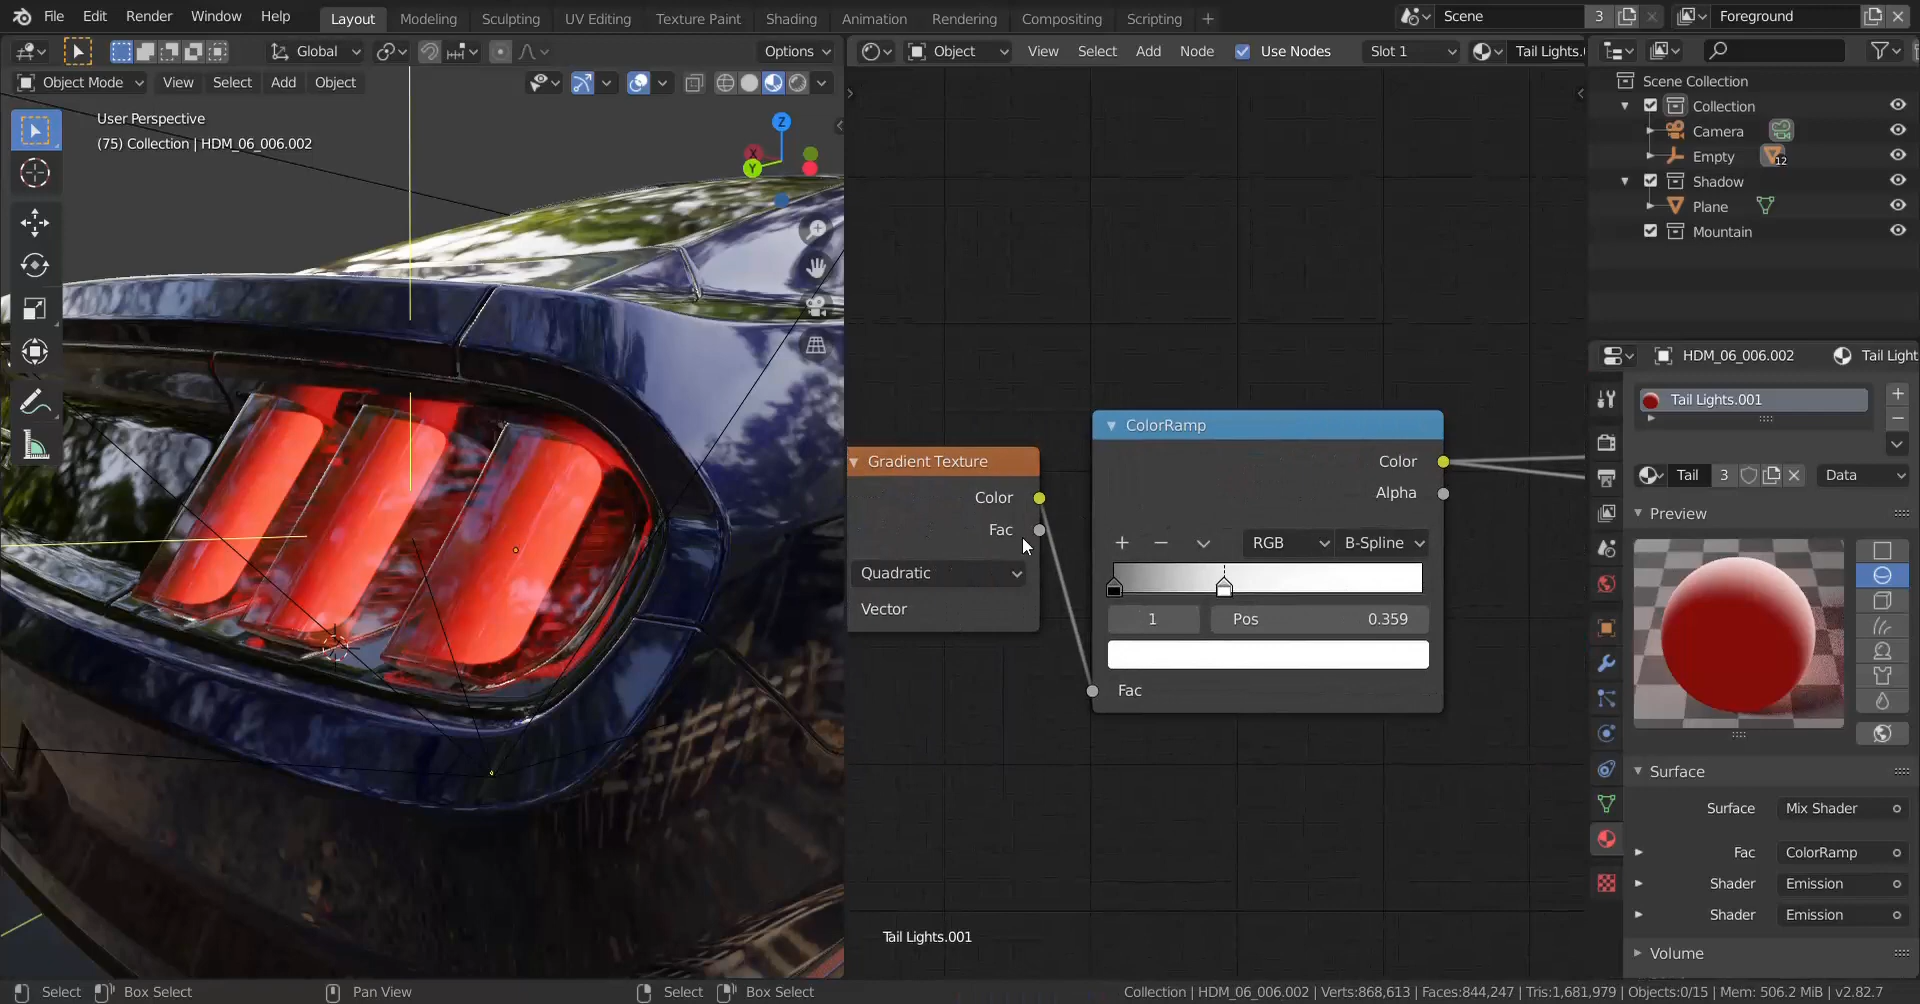 File Edit Render Window Help Layout Modeling Sculpting UV Editing Texture Paint Shading Animation Rendering Compositing Scripting + Scene 3 Foreground
Global Options Object View Select Add Node Use Nodes Slot 1 Tail Lights.
Object Mode View Select Add Object
User Perspective
(75) Collection | HDM_06_006.002
Z
X
Y
Gradient Texture
Color
Fac
Quadratic
Vector
ColorRamp
Color
Alpha
RGB B-Spline
1 Pos 0.359
Fac
Tail Lights.001
Scene Collection
Collection
Camera
Empty 12
Shadow
Plane
Mountain
HDM_06_006.002 Tail Light
Tail Lights.001
Tail 3 Data
Preview
Surface
Surface Mix Shader
Fac ColorRamp
Shader Emission
Shader Emission
Volume
Select Box Select Pan View Select Box Select Collection | HDM_06_006.002 | Verts:868,613 | Faces:844,247 | Tris:1,681,979 | Objects:0/15 | Mem: 506.2 MiB | v2.82.7